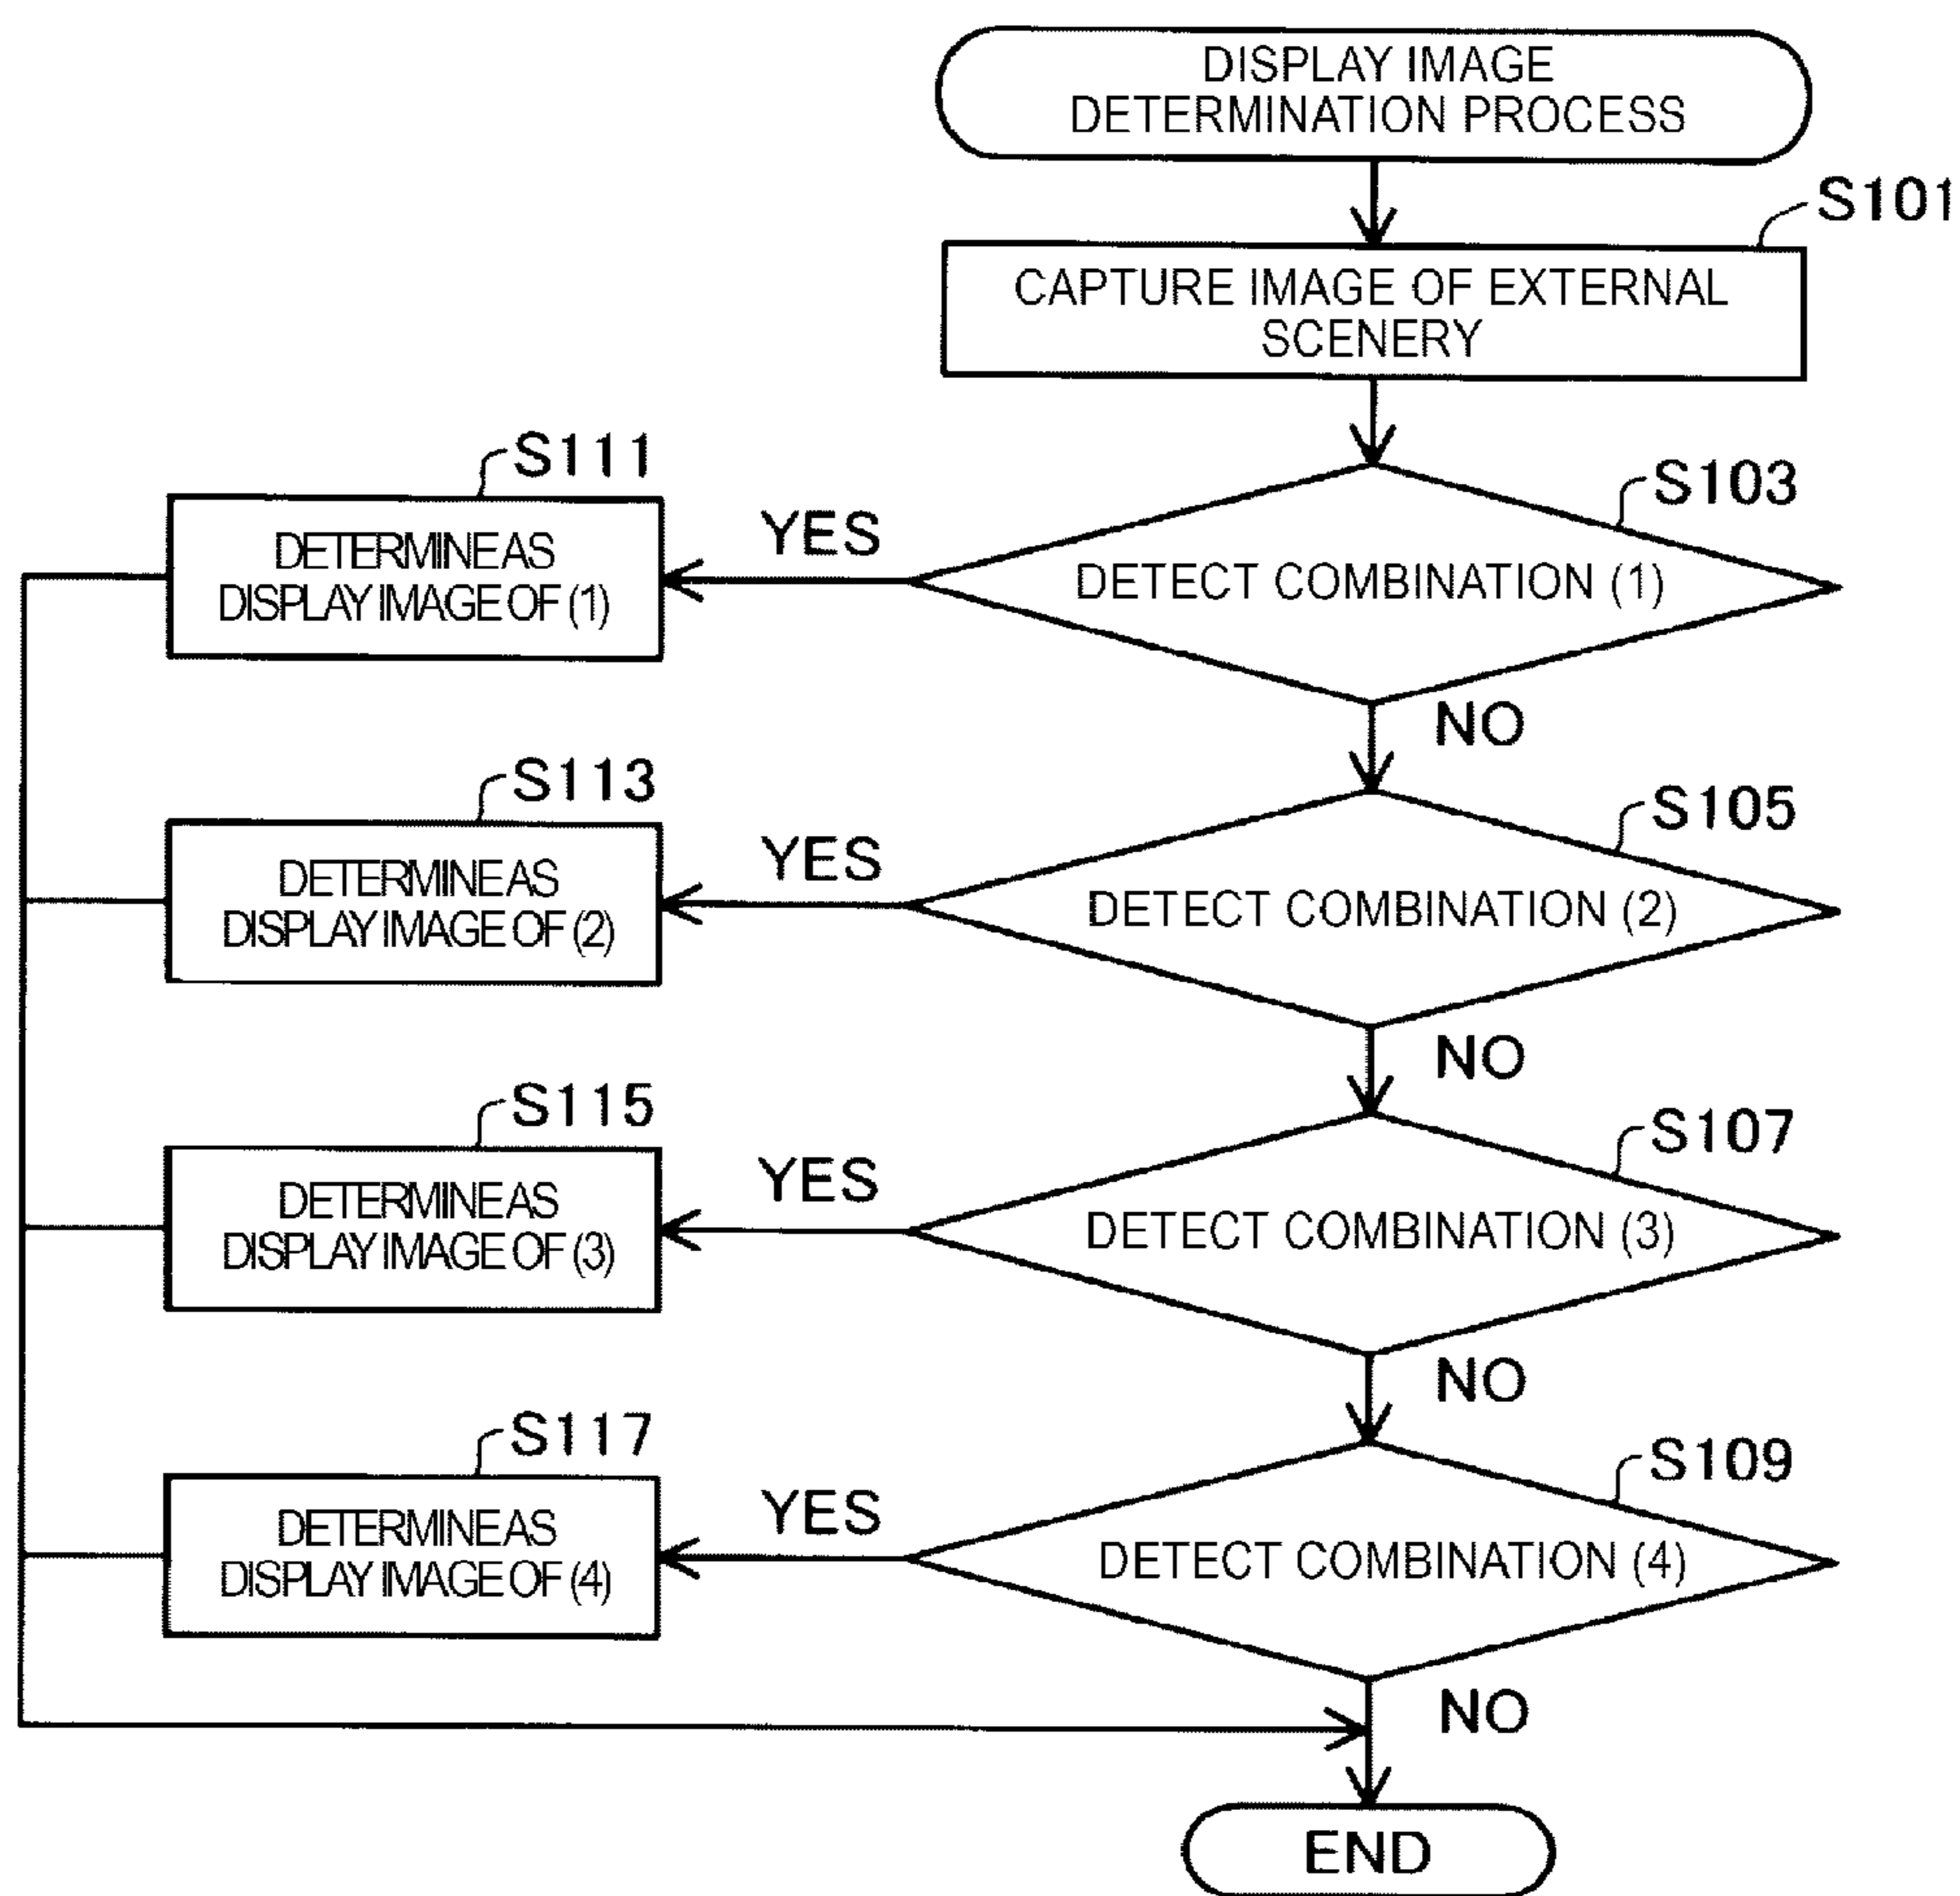 DISPLAY IMAGE
DETERMINATION PROCESS
S101
CAPTURE IMAGE OF EXTERNAL
SCENERY
S103
DETECT COMBINATION (1)
YES
S111
DETERMINE AS
DISPLAY IMAGE OF (1)
NO
S105
DETECT COMBINATION (2)
YES
S113
DETERMINE AS
DISPLAY IMAGE OF (2)
NO
S107
DETECT COMBINATION (3)
YES
S115
DETERMINE AS
DISPLAY IMAGE OF (3)
NO
S109
DETECT COMBINATION (4)
YES
S117
DETERMINE AS
DISPLAY IMAGE OF (4)
NO
END